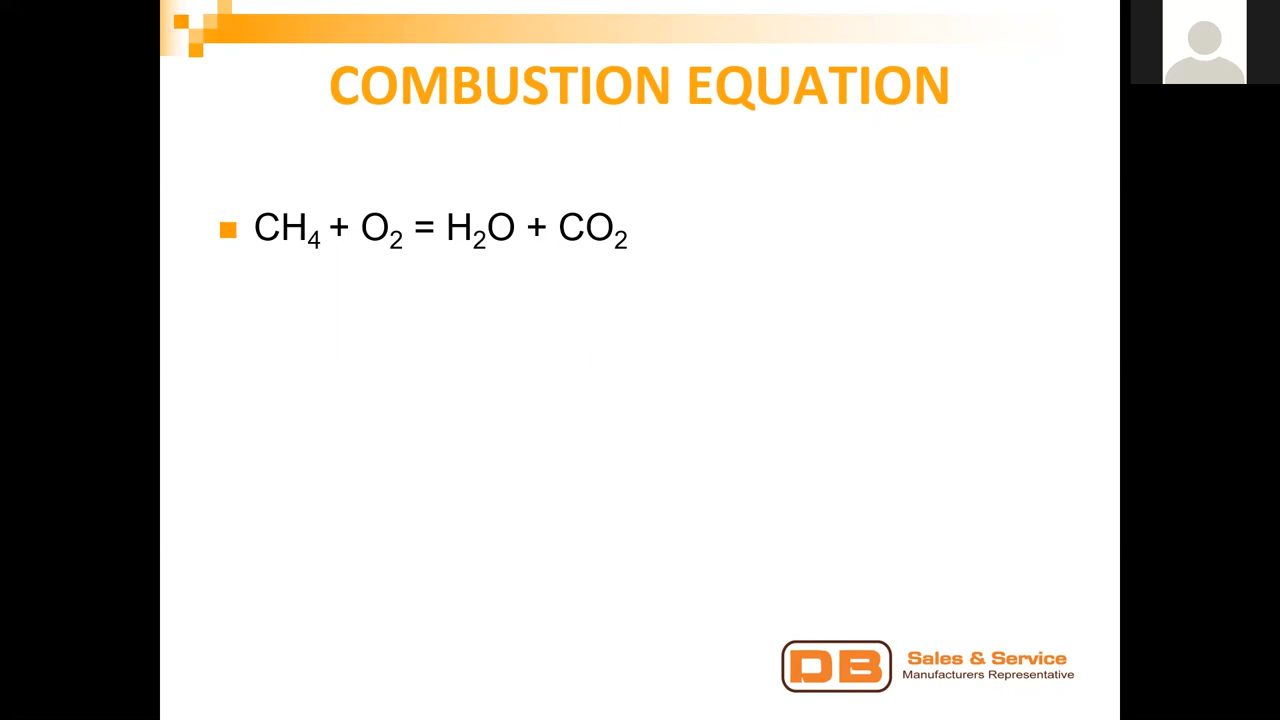 COMBUSTION EQUATION
CH₄ + O₂ = H₂O + CO₂
DB
Sales & Service
Manufacturers Representative